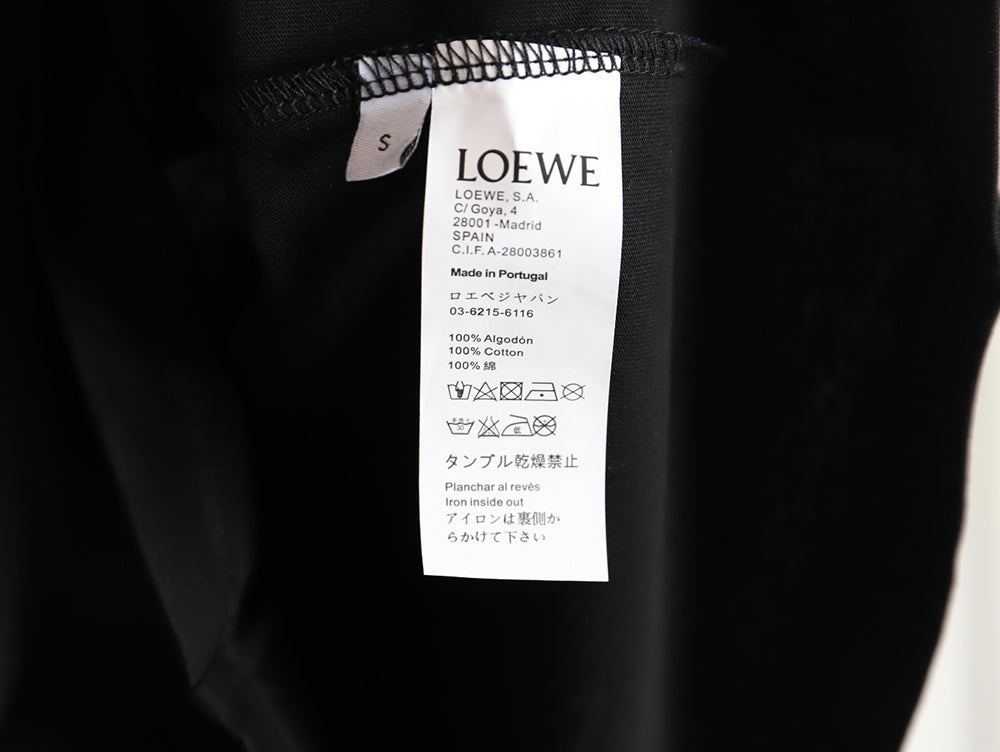 S
LOEWE
LOEWE, S.A.
C/ Goya, 4
28001 -Madrid
SPAIN
C.I.F. A-28003861
Made in Portugal
ロエベジヤパン
03-6215-6116
100% Algodón
100% Cotton
100% 綿
タンブル乾燥禁止
Planchar al revés
Iron inside out
アイロンは裏側か
らかけて下さい